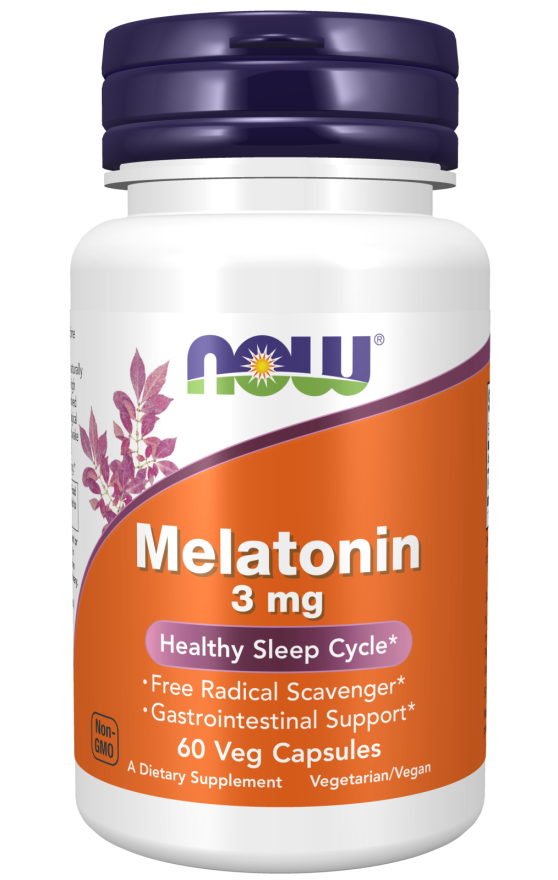 now®
Melatonin
3 mg
Healthy Sleep Cycle*
• Free Radical Scavenger*
• Gastrointestinal Support*
60 Veg Capsules
Non-
GMO
A Dietary Supplement Vegetarian/Vegan